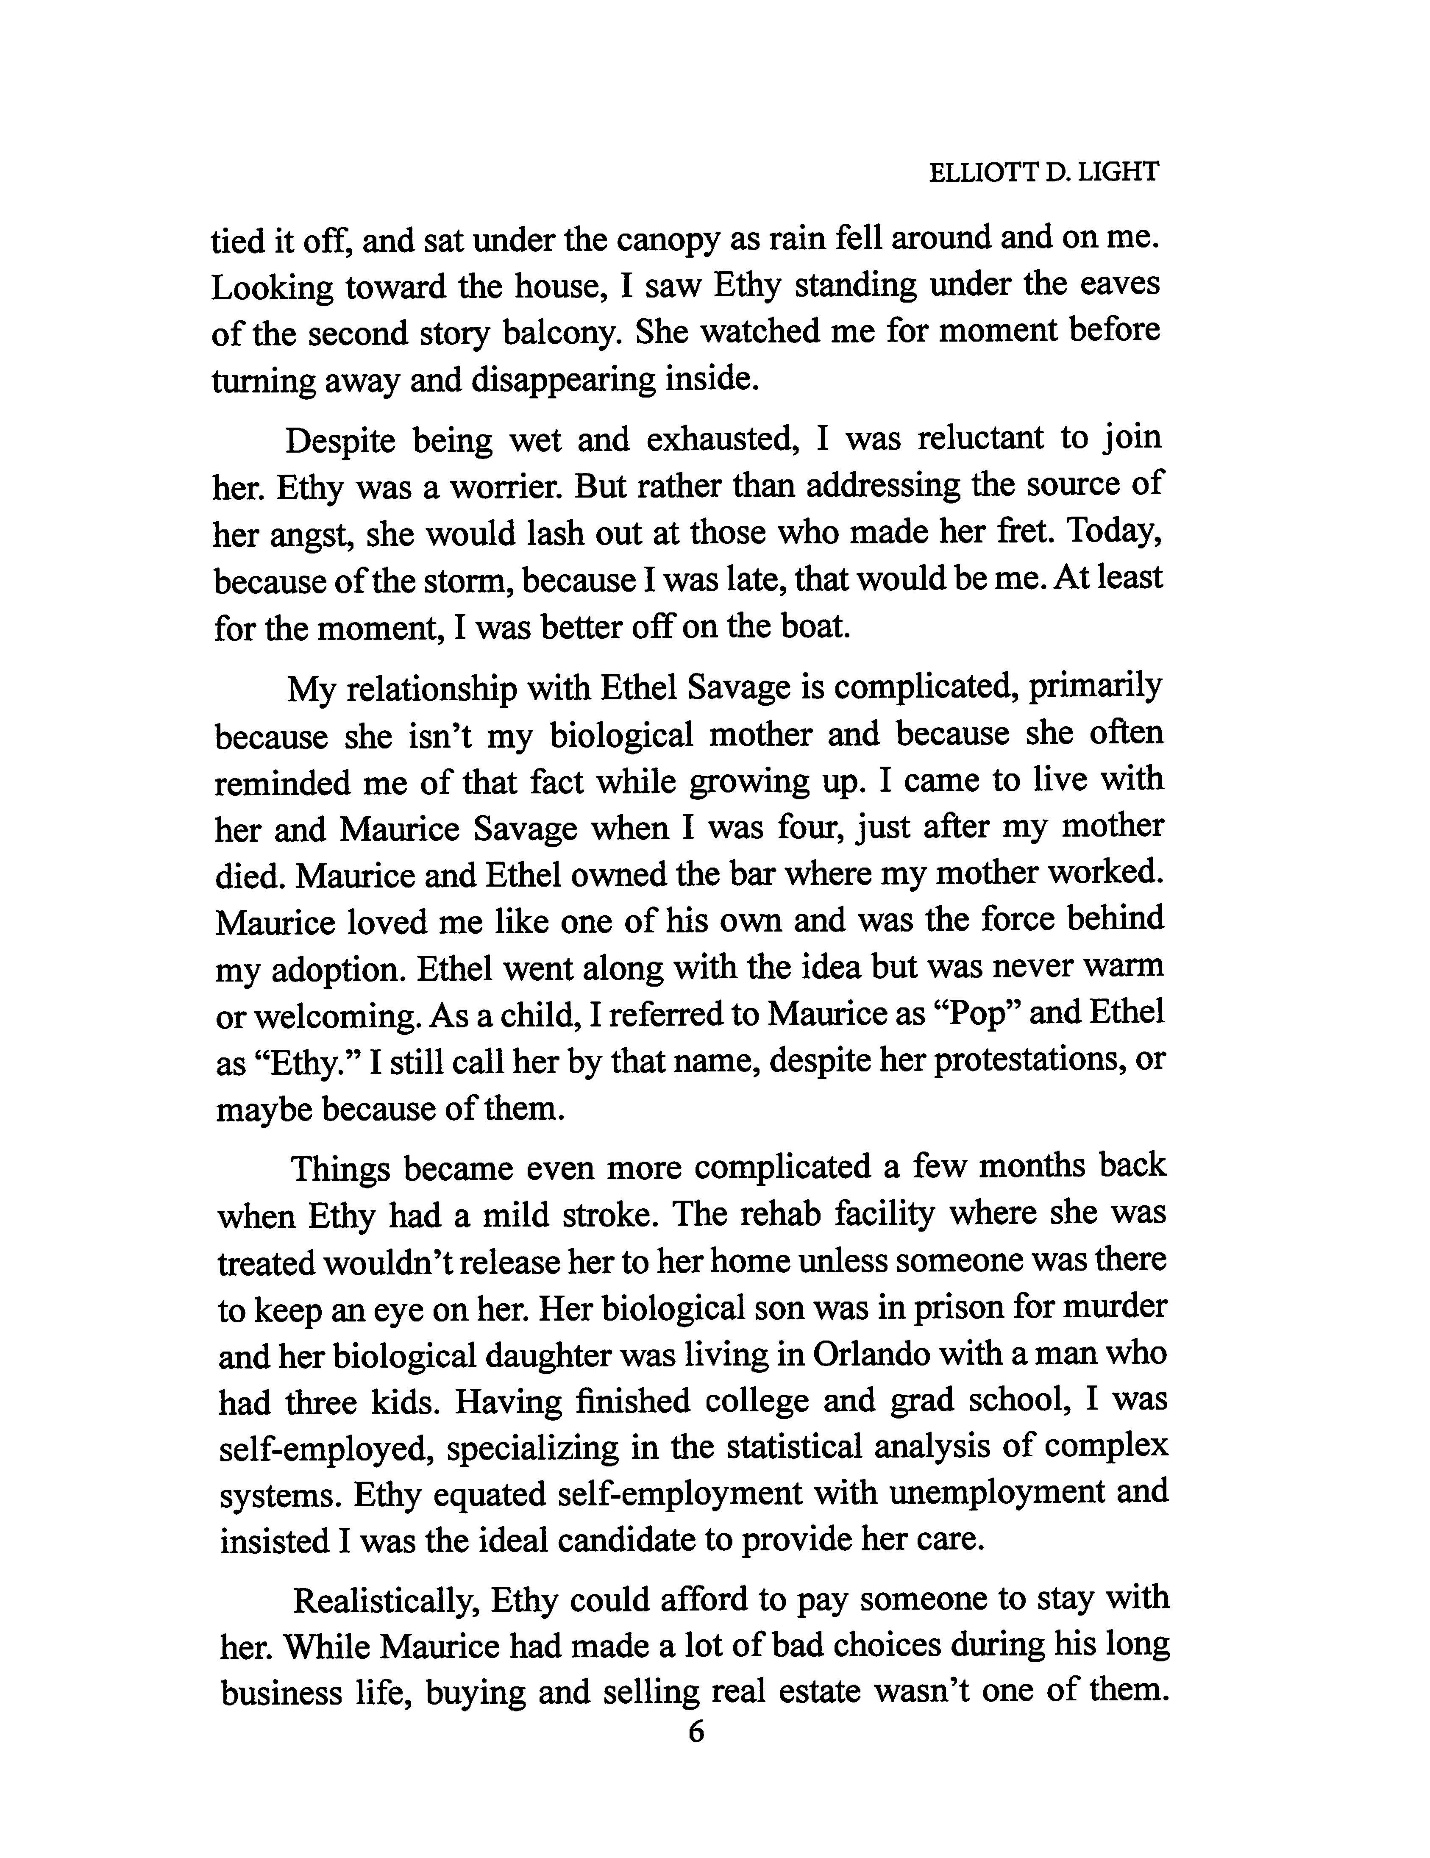 ELLIOTT D. LIGHT
tied it off, and sat under the canopy as rain fell around and on me.
Looking toward the house, I saw Ethy standing under the eaves
of the second story balcony. She watched me for moment before
turning away and disappearing inside.
Despite being wet and exhausted, I was reluctant to join
her. Ethy was a worrier. But rather than addressing the source of
her angst, she would lash out at those who made her fret. Today,
because of the storm, because I was late, that would be me. At least
for the moment, I was better off on the boat.
My relationship with Ethel Savage is complicated, primarily
because she isn’t my biological mother and because she often
reminded me of that fact while growing up. I came to live with
her and Maurice Savage when I was four, just after my mother
died. Maurice and Ethel owned the bar where my mother worked.
Maurice loved me like one of his own and was the force behind
my adoption. Ethel went along with the idea but was never warm
or welcoming. As a child, I referred to Maurice as “Pop” and Ethel
as “Ethy.” I still call her by that name, despite her protestations, or
maybe because of them.
Things became even more complicated a few months back
when Ethy had a mild stroke. The rehab facility where she was
treated wouldn’t release her to her home unless someone was there
to keep an eye on her. Her biological son was in prison for murder
and her biological daughter was living in Orlando with a man who
had three kids. Having finished college and grad school, I was
self-employed, specializing in the statistical analysis of complex
systems. Ethy equated self-employment with unemployment and
insisted I was the ideal candidate to provide her care.
Realistically, Ethy could afford to pay someone to stay with
her. While Maurice had made a lot of bad choices during his long
business life, buying and selling real estate wasn’t one of them.
6